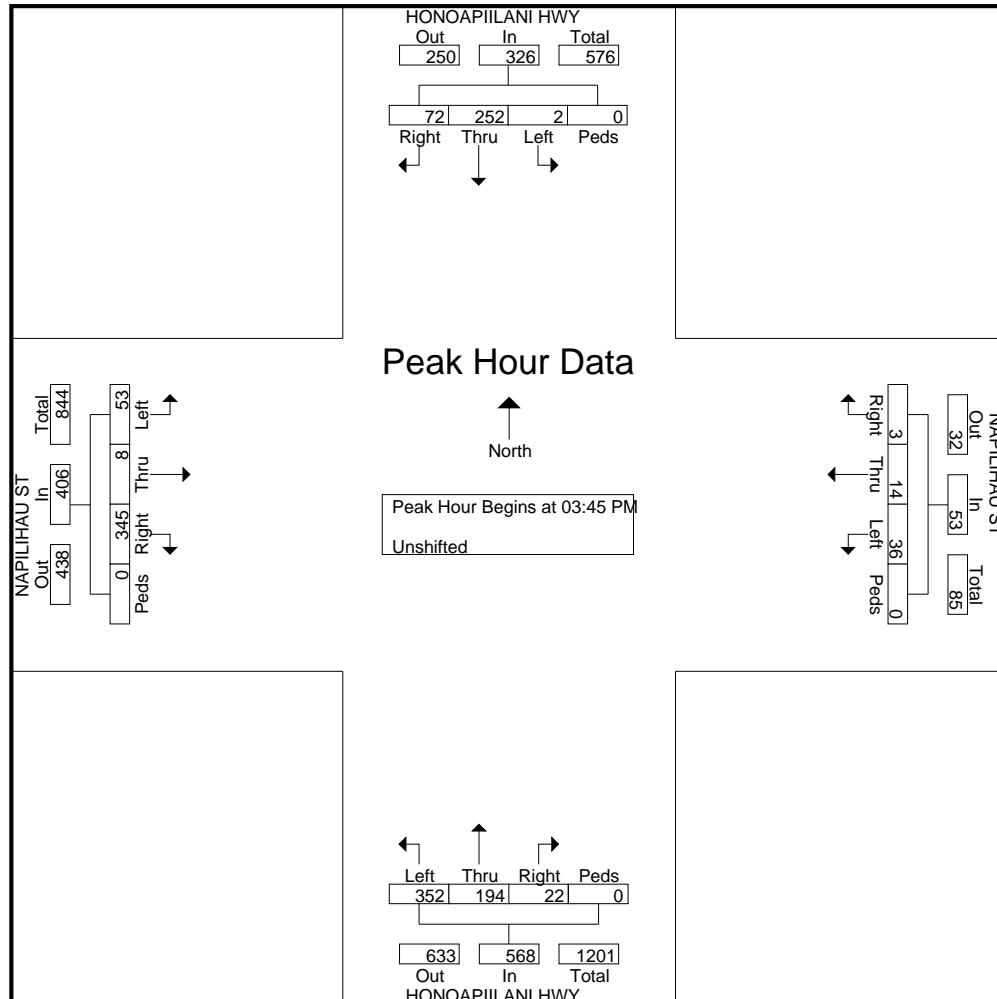 HONOAPIILANI HWY
Out In Total
250 326 576
72 252 2 0
Right Thru Left Peds
Peak Hour Data
North
Peak Hour Begins at 03:45 PM
Unshifted
NAPILIHAU ST
Total In Out
844 406 438
53 8 345 0
Left Thru Right Peds
NAPILIHAU ST
Out In Total
32 53 85
3 14 36 0
Right Thru Left Peds
Left Thru Right Peds
352 194 22 0
633 568 1201
Out In Total
HONOAPIILANI HWY